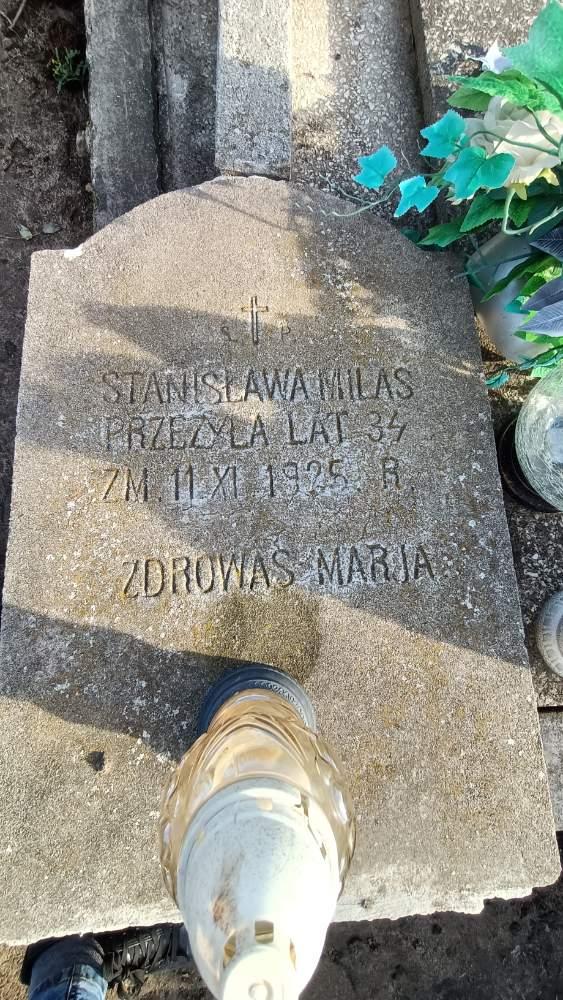 Ś. P.
STANISŁAWA MILAS
PRZEŻYŁA LAT 34
ZM. 11 XI 1925. R.
ZDROWAŚ MARJA